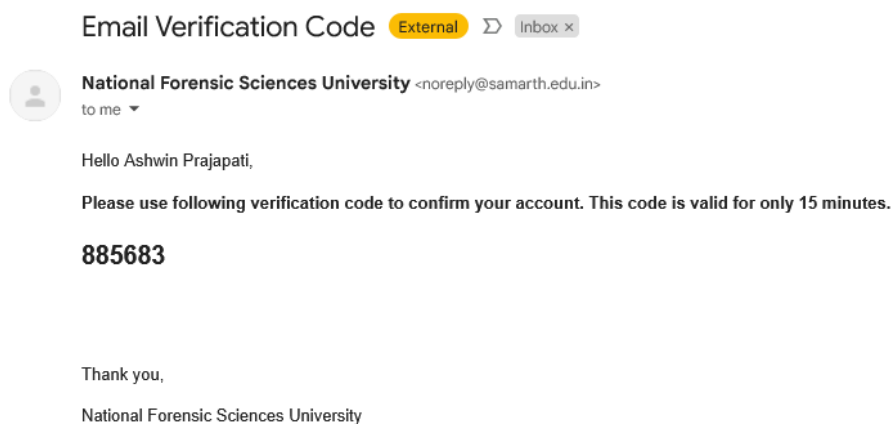 Email Verification Code External Inbox ×
National Forensic Sciences University <noreply@samarth.edu.in>
to me
Hello Ashwin Prajapati,
Please use following verification code to confirm your account. This code is valid for only 15 minutes.
885683
Thank you,
National Forensic Sciences University